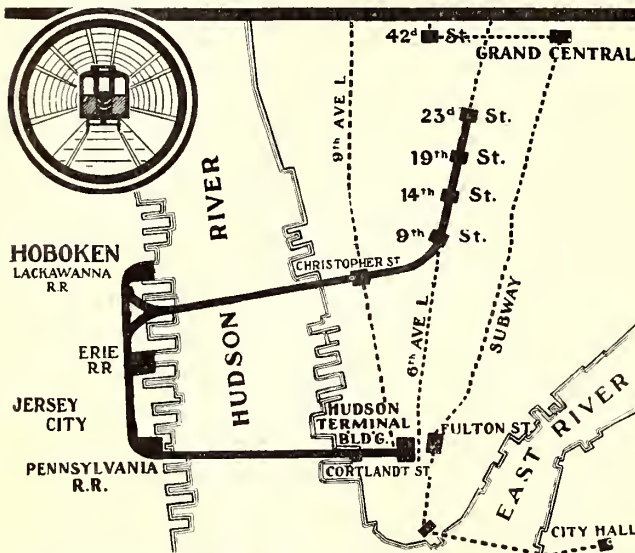 42d St.
GRAND CENTRAL
9th AVE L
23d St.
19th St.
14th St.
9th St.
RIVER
HOBOKEN
LACKAWANNA
R.R
CHRISTOPHER ST
SUBWAY
6th AVE L
ERIE
RR
HUDSON
JERSEY
CITY
HUDSON
TERMINAL
BLD'G.
FULTON ST.
EAST RIVER
PENNSYLVANIA
R.R.
CORTLANDT ST
CITY HALL